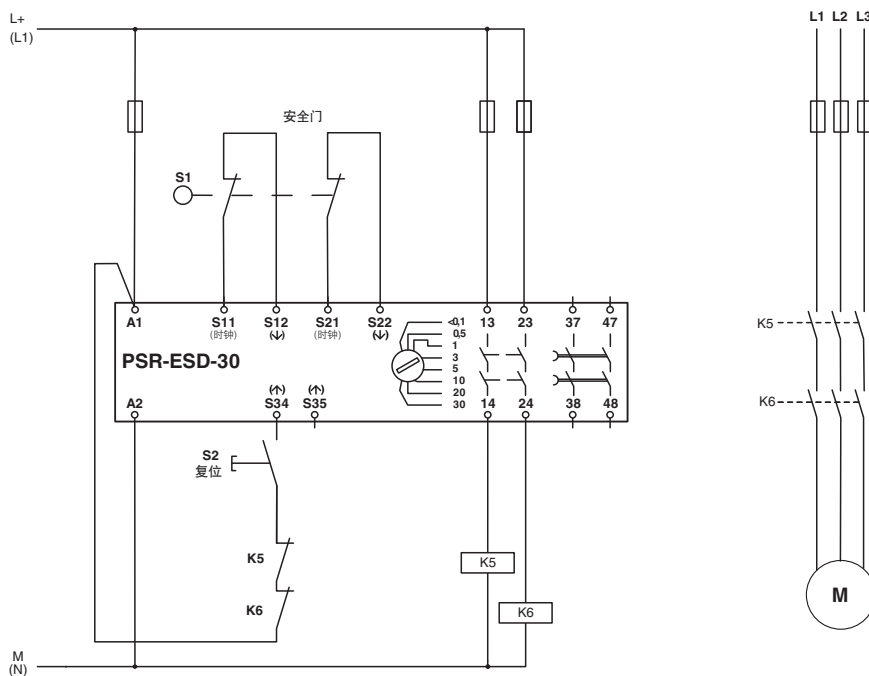 L+
(L1)
L1 L2 L3
安全门
S1
A1 S11 S12 S21 S22 <0,1 13 23 37 47
(时钟) (↓) (时钟) (↓) 0,5
1
PSR-ESD-30
3
5
10
(↑) (↑) 20
A2 S34 S35 30 14 24 38 48
K5
K6
S2
复位
K5
K5
K6
K6
M
M
(N)